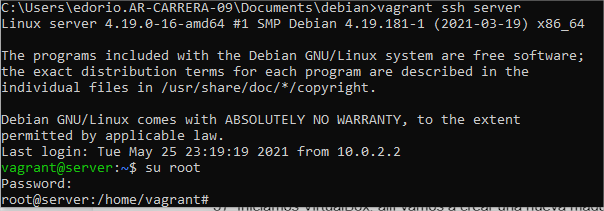 C:\Users\edorio.AR-CARRERA-09\Documents\debian>vagrant ssh server
Linux server 4.19.0-16-amd64 #1 SMP Debian 4.19.181-1 (2021-03-19) x86_64
The programs included with the Debian GNU/Linux system are free software;
the exact distribution terms for each program are described in the
individual files in /usr/share/doc/*/copyright.
Debian GNU/Linux comes with ABSOLUTELY NO WARRANTY, to the extent
permitted by applicable law.
Last login: Tue May 25 23:19:19 2021 from 10.0.2.2
vagrant@server:~$ su root
Password:
root@server:/home/vagrant#